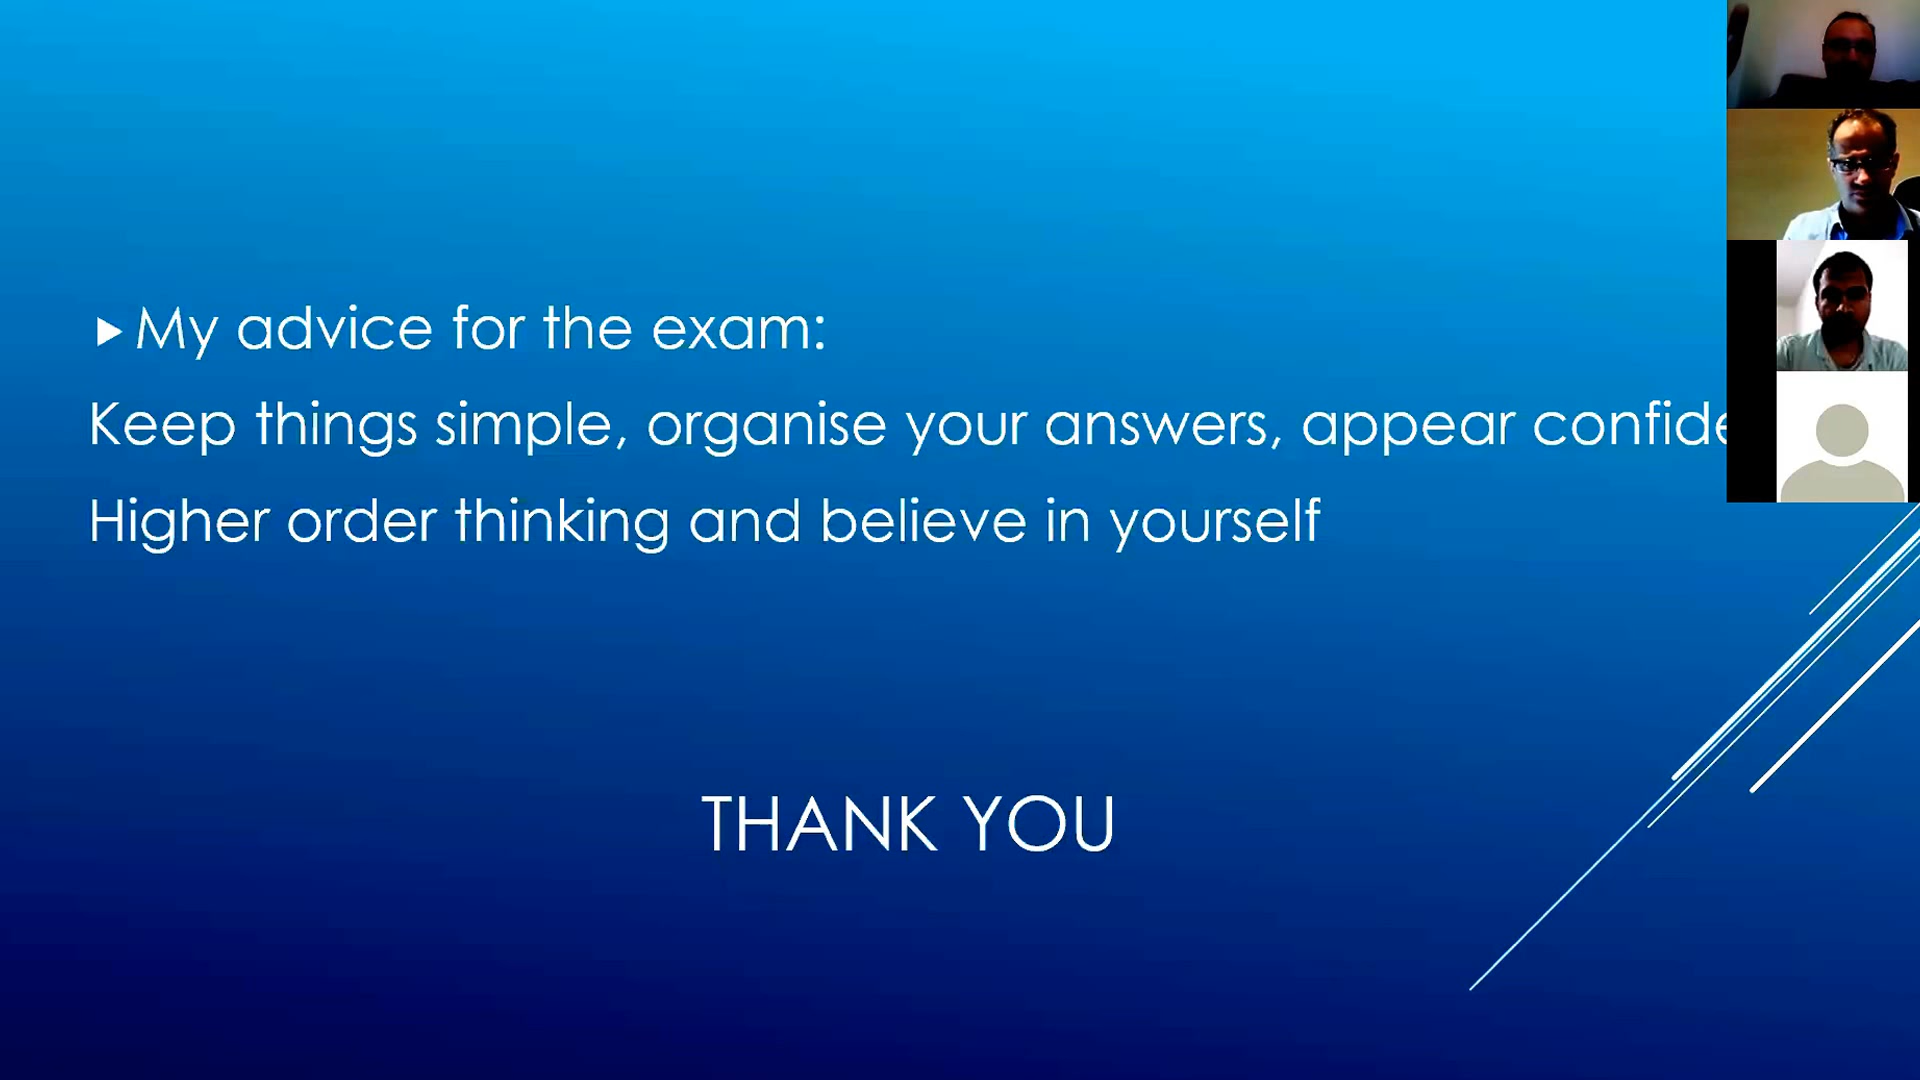 My advice for the exam:
Keep things simple, organise your answers, appear
Higher order thinking and believe in yourself
THANK YOU